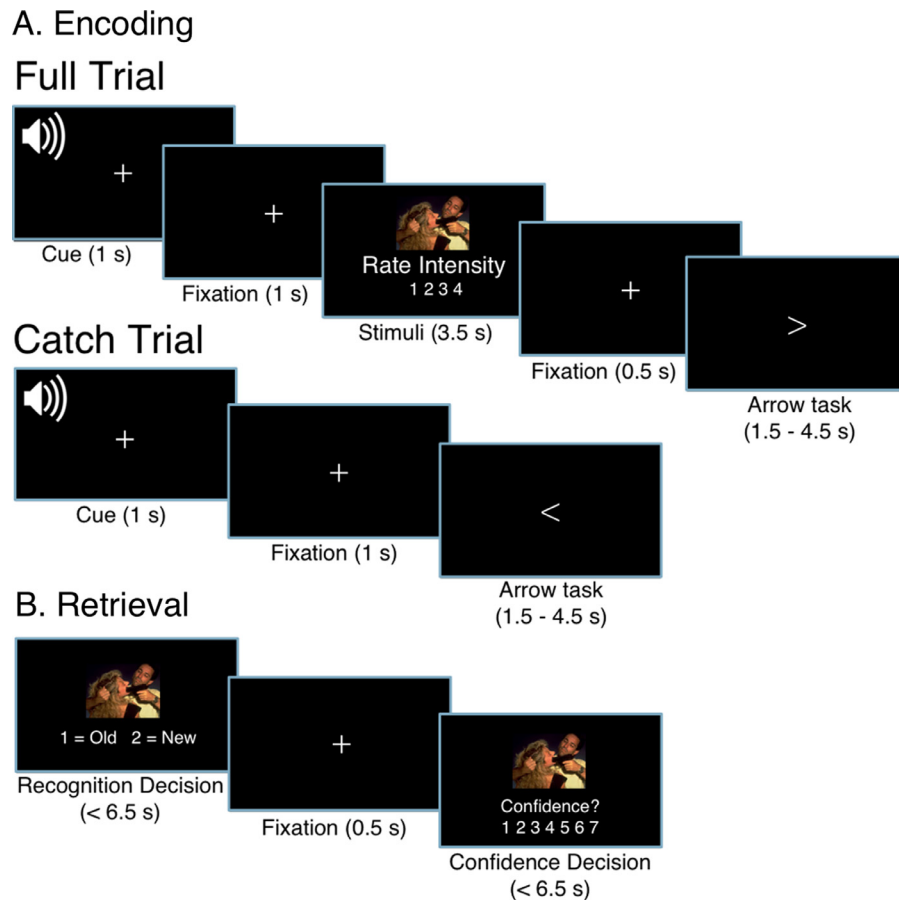 A. Encoding
Full Trial
+
Cue (1 s)
+
Fixation (1 s)
Rate Intensity
1 2 3 4
Stimuli (3.5 s)
+
Fixation (0.5 s)
>
Arrow task
(1.5 - 4.5 s)
Catch Trial
+
Cue (1 s)
+
Fixation (1 s)
<
Arrow task
(1.5 - 4.5 s)
B. Retrieval
1 = Old 2 = New
Recognition Decision
(< 6.5 s)
+
Fixation (0.5 s)
Confidence?
1 2 3 4 5 6 7
Confidence Decision
(< 6.5 s)